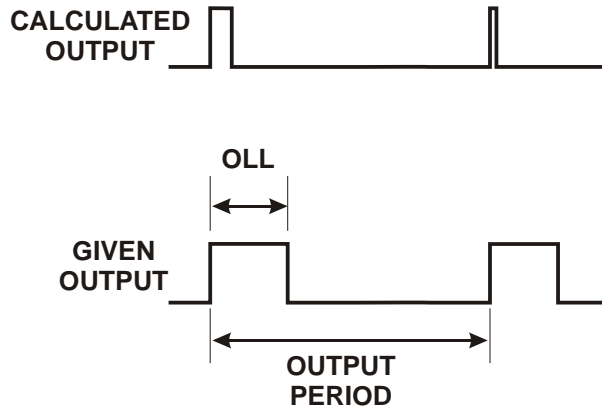 CALCULATED
OUTPUT
OLL
GIVEN
OUTPUT
OUTPUT
PERIOD